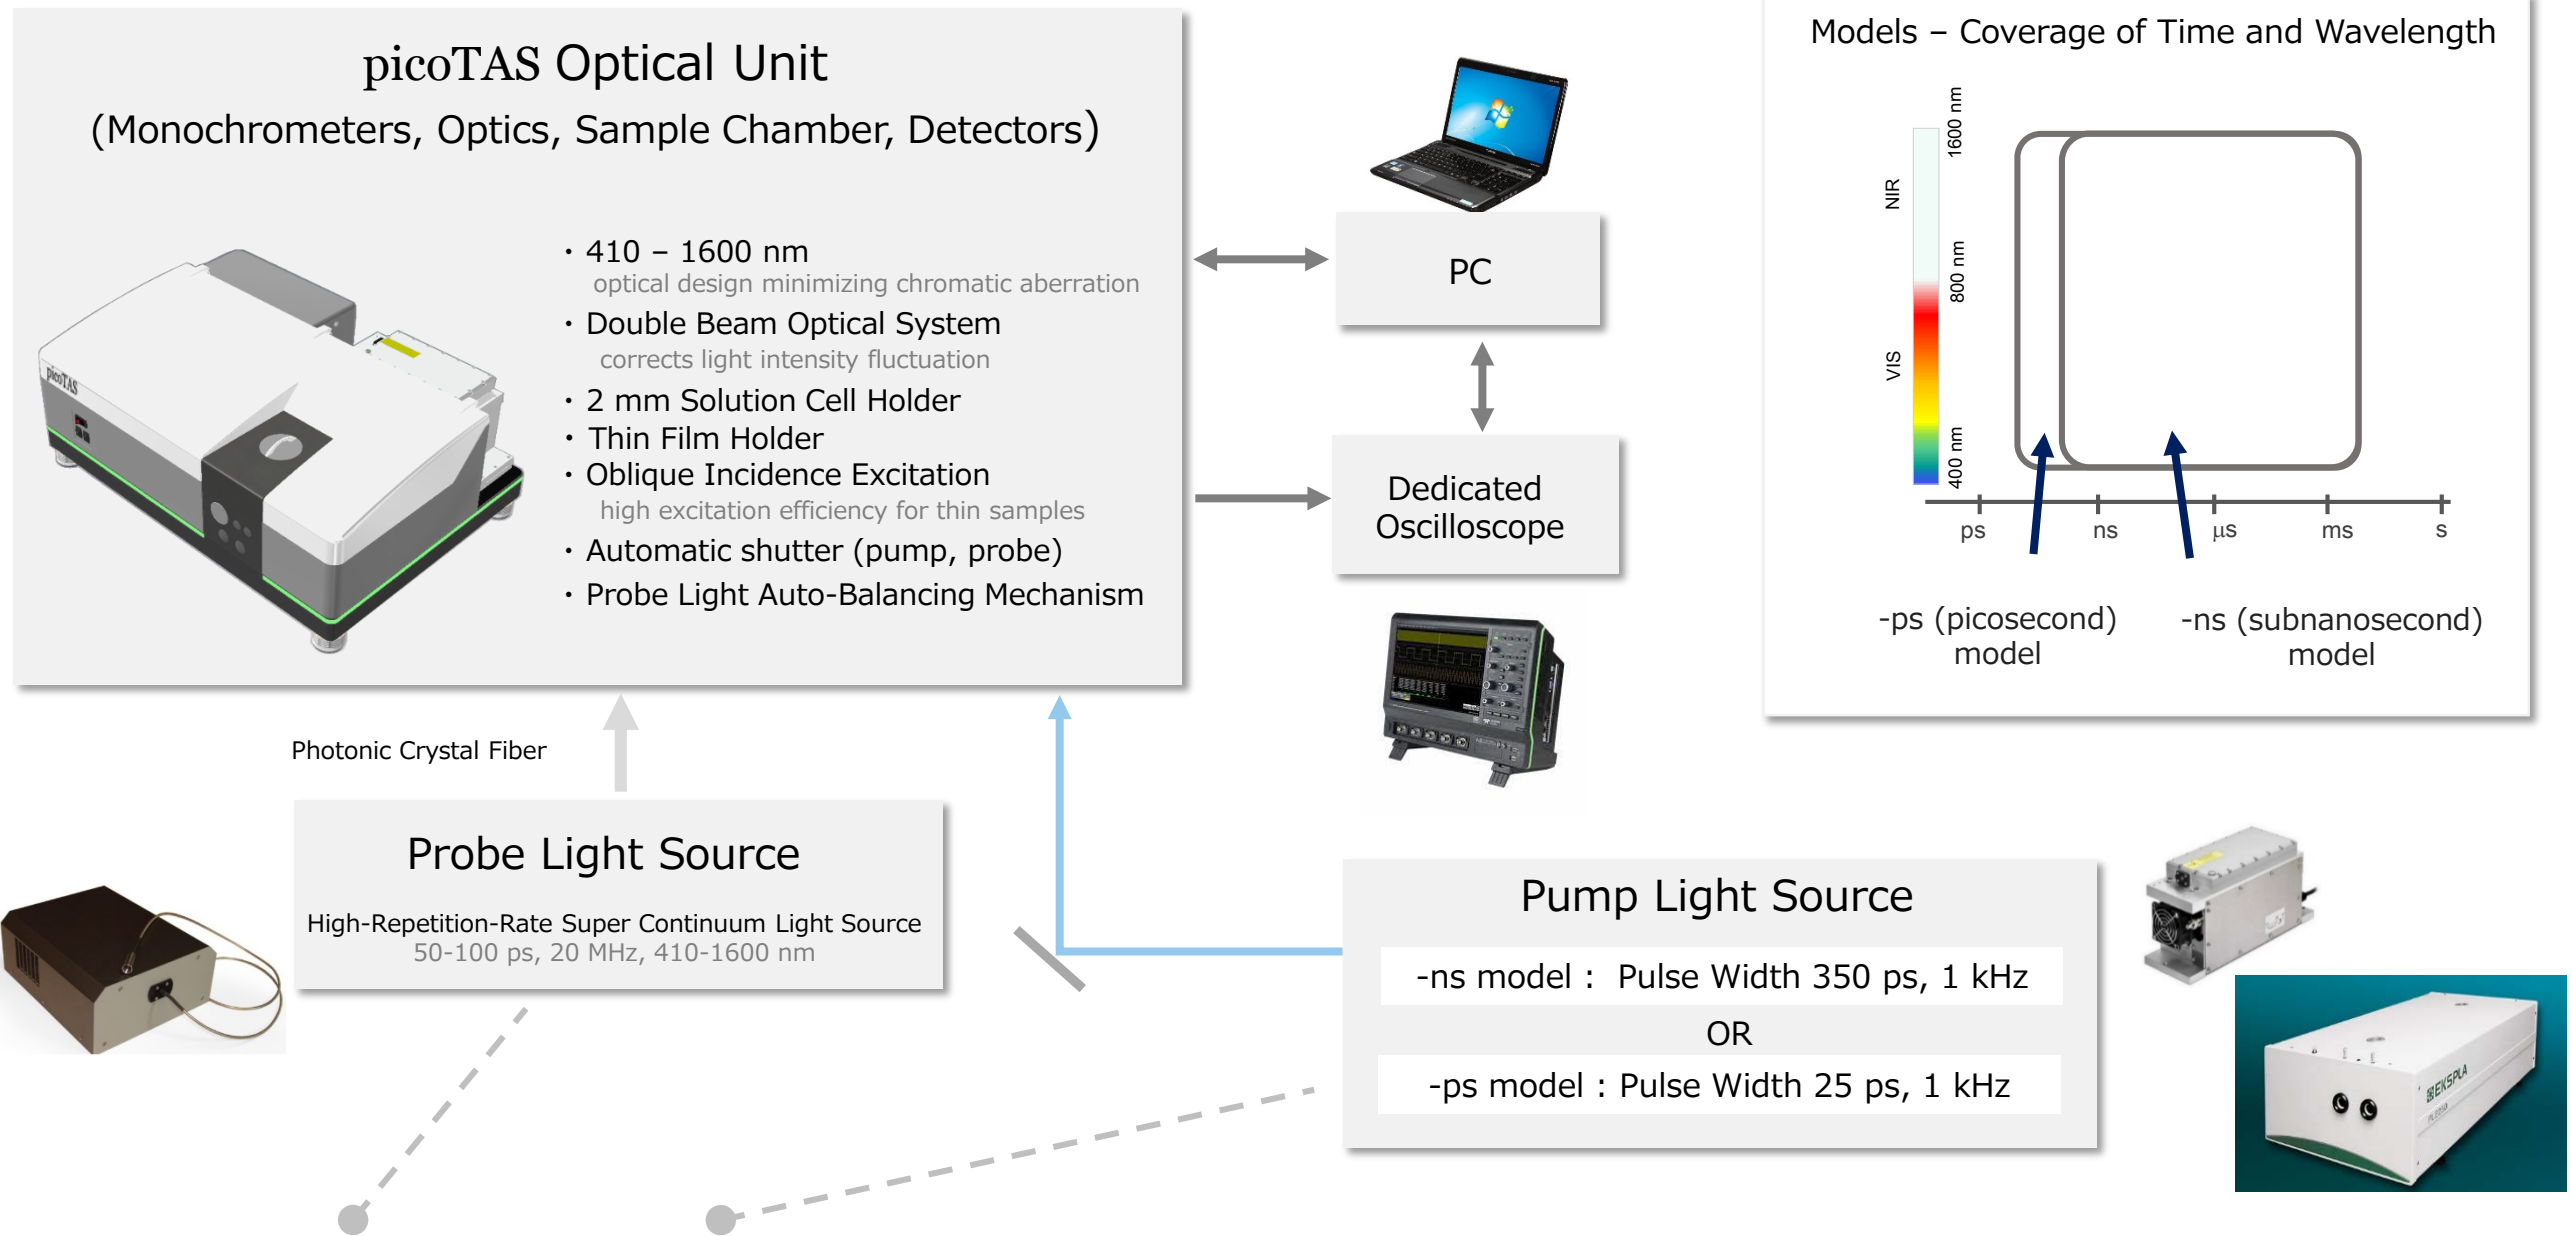 picoTAS Optical Unit
(Monochrometers, Optics, Sample Chamber, Detectors)
picoTAS
・410 – 1600 nm
optical design minimizing chromatic aberration
・Double Beam Optical System
corrects light intensity fluctuation
・2 mm Solution Cell Holder
・Thin Film Holder
・Oblique Incidence Excitation
high excitation efficiency for thin samples
・Automatic shutter (pump, probe)
・Probe Light Auto-Balancing Mechanism
PC
Dedicated
Oscilloscope
Models – Coverage of Time and Wavelength
1600 nm
NIR
800 nm
VIS
400 nm
ps
ns
μs
ms
s
-ps (picosecond)
model
-ns (subnanosecond)
model
Photonic Crystal Fiber
Probe Light Source
High-Repetition-Rate Super Continuum Light Source
50-100 ps, 20 MHz, 410-1600 nm
Pump Light Source
-ns model : Pulse Width 350 ps, 1 kHz
OR
-ps model : Pulse Width 25 ps, 1 kHz
EKSPLA